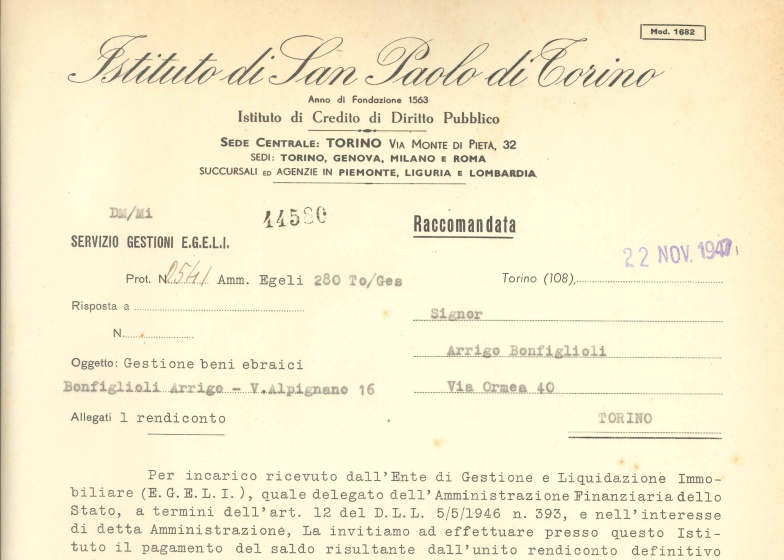 Mod. 1682
Istituto di San Paolo di Torino
Anno di Fondazione 1563
Istituto di Credito di Diritto Pubblico
SEDE CENTRALE: TORINO VIA MONTE DI PIETÀ, 32
SEDI: TORINO, GENOVA, MILANO E ROMA
SUCCURSALI ED AGENZIE IN PIEMONTE, LIGURIA E LOMBARDIA
DM/Mi
44580
Raccomandata
SERVIZIO GESTIONI E.G.E.L.I.
22 NOV. 1947
Prot. N. 0541 Amm. Egeli 280 To/Ges
Torino (108),
Risposta a
Signor
N.
Arrigo Bonfiglioli
Oggetto: Gestione beni ebraici
Bonfiglioli Arrigo - V.Alpignano 16
Via Ormea 40
Allegati 1 rendiconto
TORINO
Per incarico ricevuto dall'Ente di Gestione e Liquidazione Immo-
biliare (E.G.E.L.I.), quale delegato dell'Amministrazione Finanziaria dello
Stato, a termini dell'art. 12 del D.L.L. 5/5/1946 n. 393, e nell'interesse
di detta Amministrazione, La invitiamo ad effettuare presso questo Isti-
tuto il pagamento del saldo risultante dall'unito rendiconto definitivo